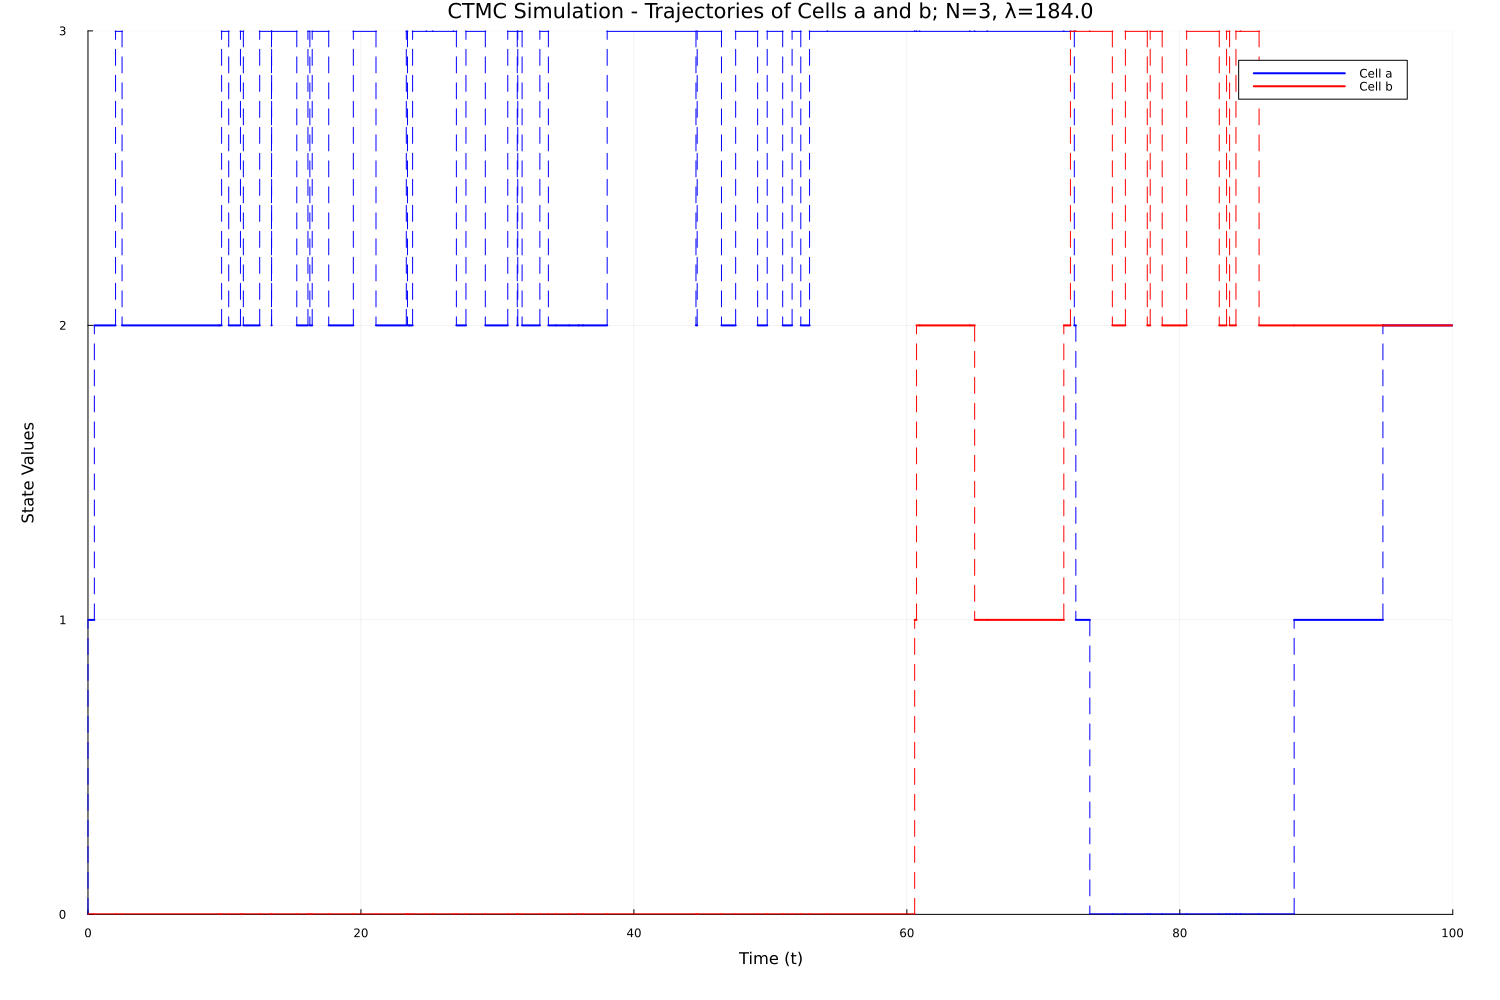 CTMC Simulation - Trajectories of Cells a and b; N=3, λ=184.0
3
Cell a
Cell b
2
State Values
1
0
0 20 40 60 80 100
Time (t)